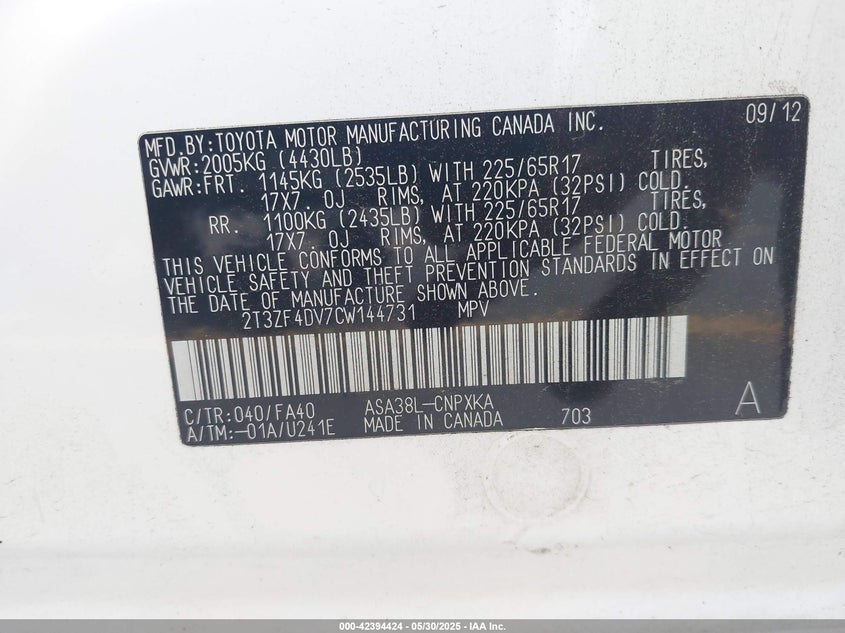 09/12
MFD.BY:TOYOTA MOTOR MANUFACTURING CANADA INC.
GVWR:2005KG (4430LB)
GAWR:FRT. 1145KG (2535LB) WITH 225/65R17 TIRES,
17X7. 0J RIMS, AT 220KPA (32PSI) COLD.
RR. 1100KG (2435LB) WITH 225/65R17 TIRES,
17X7. 0J RIMS, AT 220KPA (32PSI) COLD.
THIS VEHICLE CONFORMS TO ALL APPLICABLE FEDERAL MOTOR
VEHICLE SAFETY AND THEFT PREVENTION STANDARDS IN EFFECT ON
THE DATE OF MANUFACTURE SHOWN ABOVE.
2T3ZF4DV7CW144731 MPV
C/TR:040/FA40 ASA38L-CNPXKA A
A/TM:-01A/U241E MADE IN CANADA 703
000-42394424 - 05/30/2025 - IAA Inc.